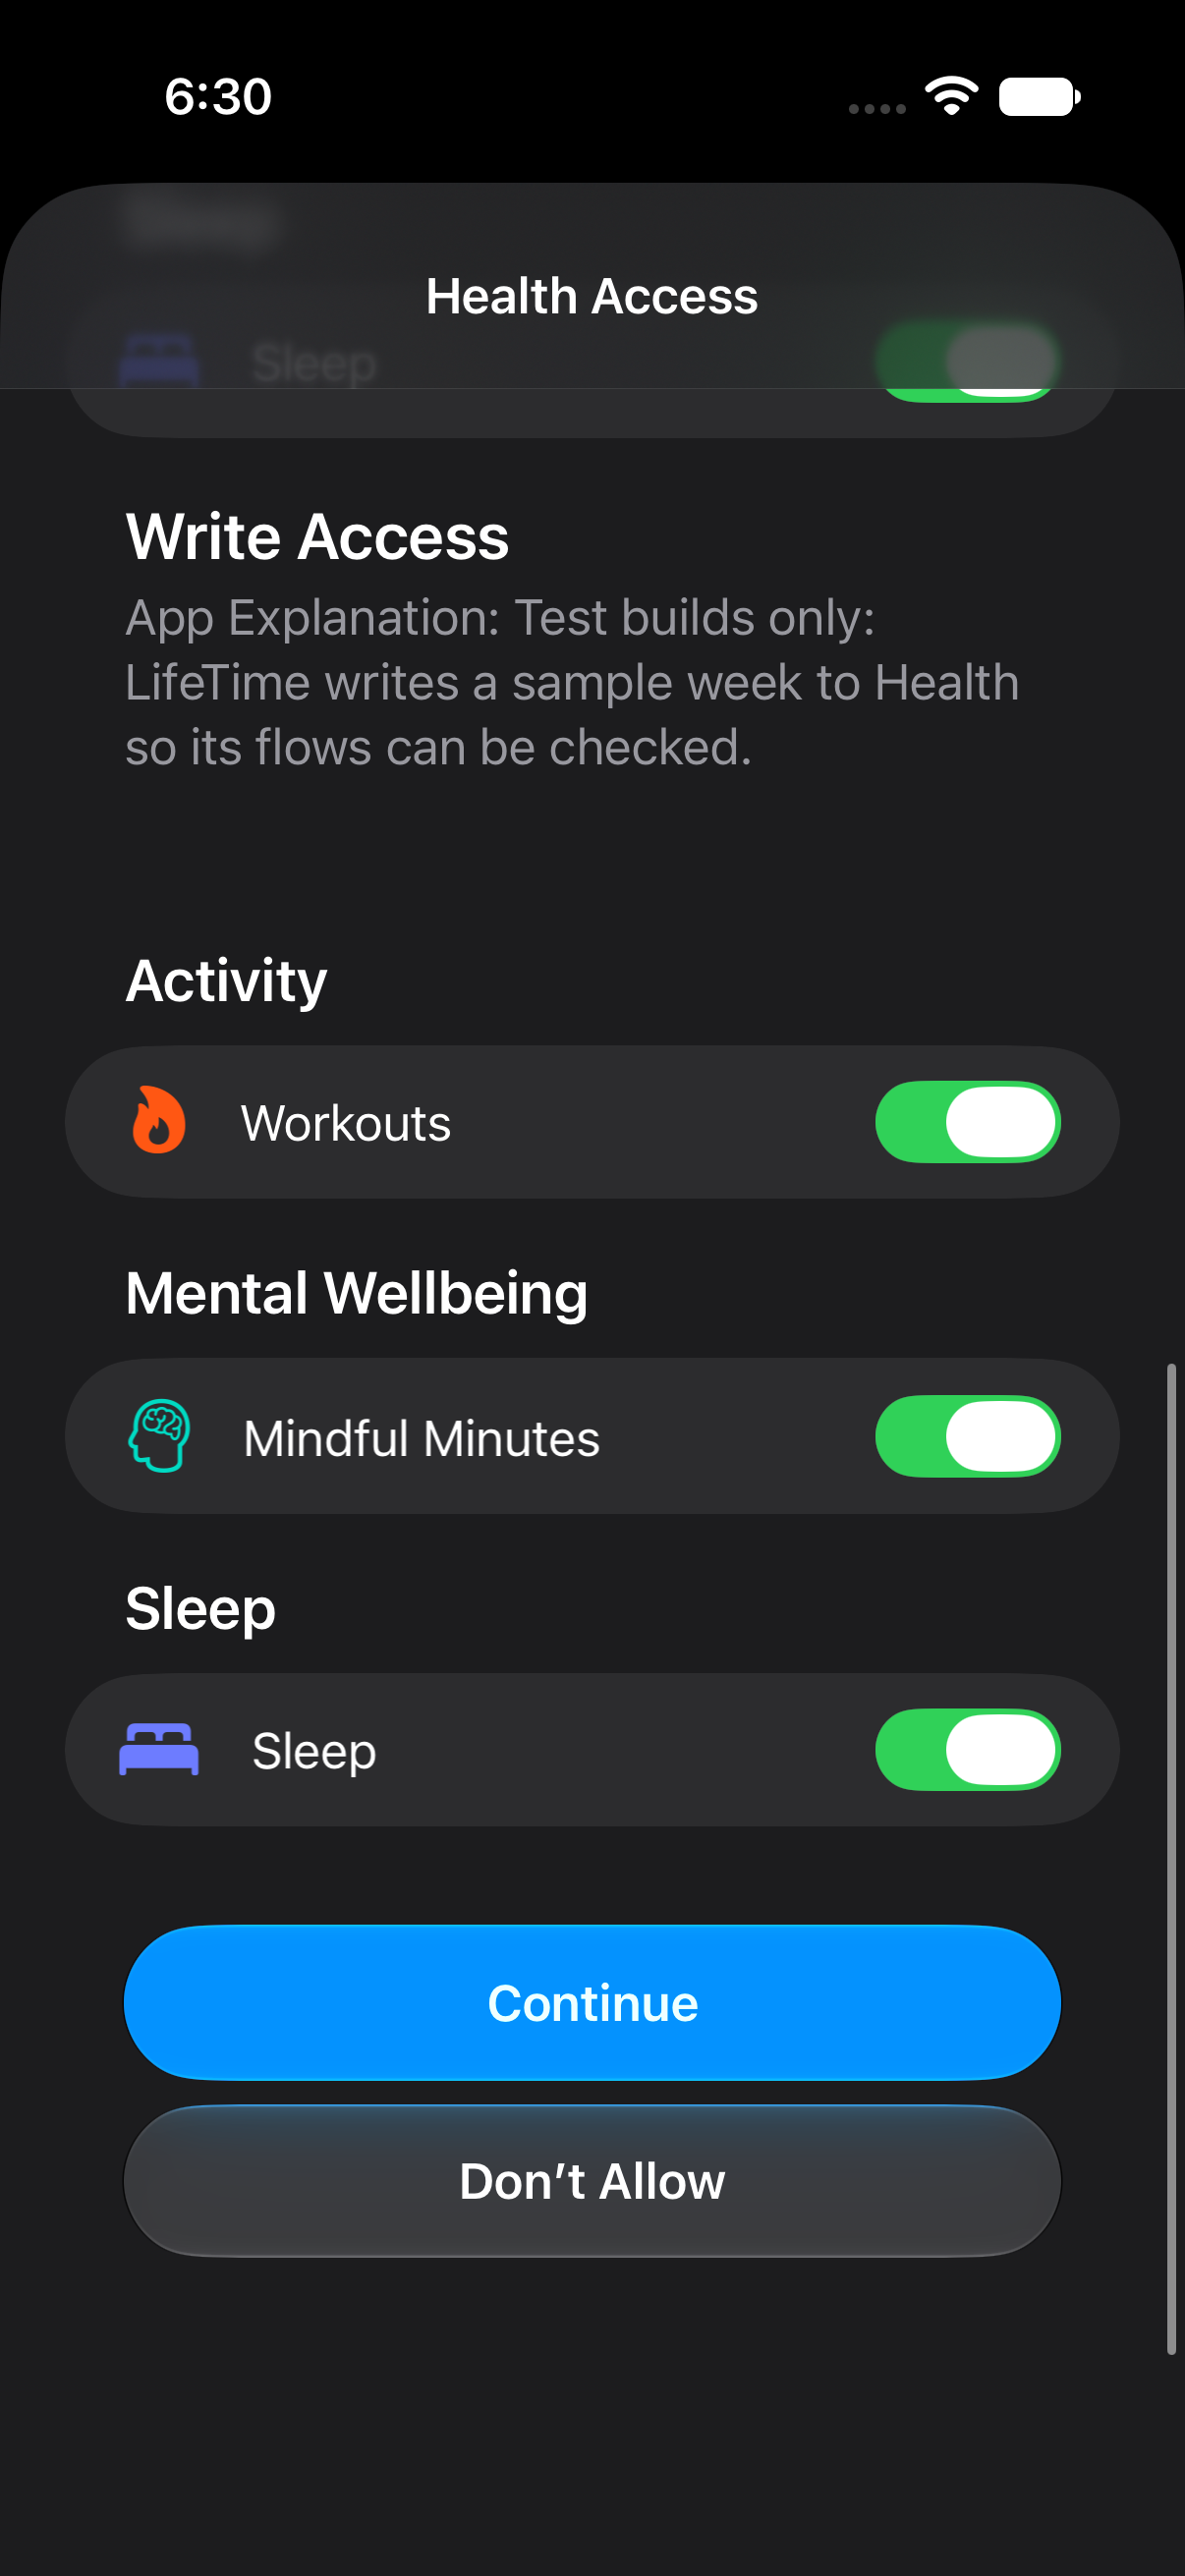 6:30
Sleep
Health Access
Sleep
Write Access
App Explanation: Test builds only:
LifeTime writes a sample week to Health
so its flows can be checked.
Activity
Workouts
Mental Wellbeing
Mindful Minutes
Sleep
Sleep
Continue
Don’t Allow